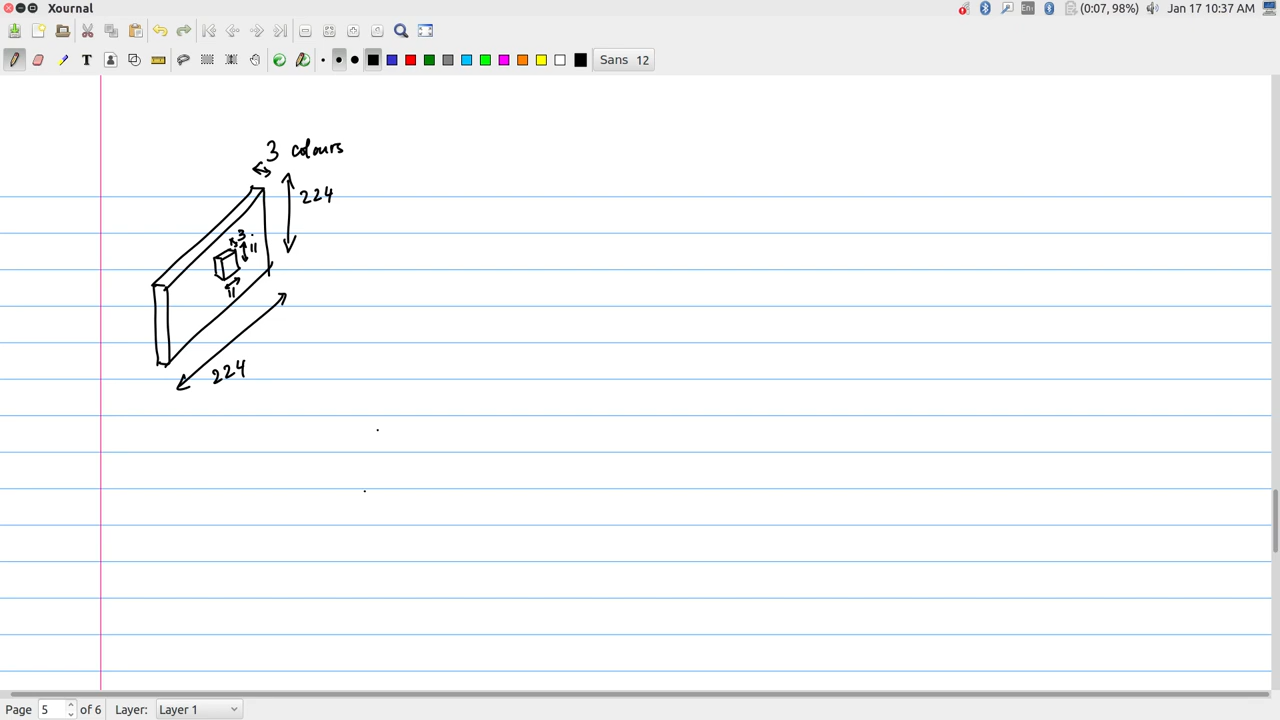 Xournal
En
(0:07, 98%)
Jan 17 10:37 AM
T
Sans 12
3 colours
224
3
11
11
224
Page 5 of 6 Layer: Layer 1